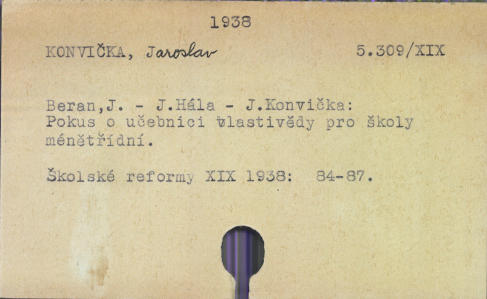 1938
KONVIČKA, Jaroslav 5.309/XIX
Beran,J. - J.Hála - J.Konvička:
Pokus o učebnici vlastivědy pro školy
ménětřídní.
Školské reformy XIX 1938: 84-87.